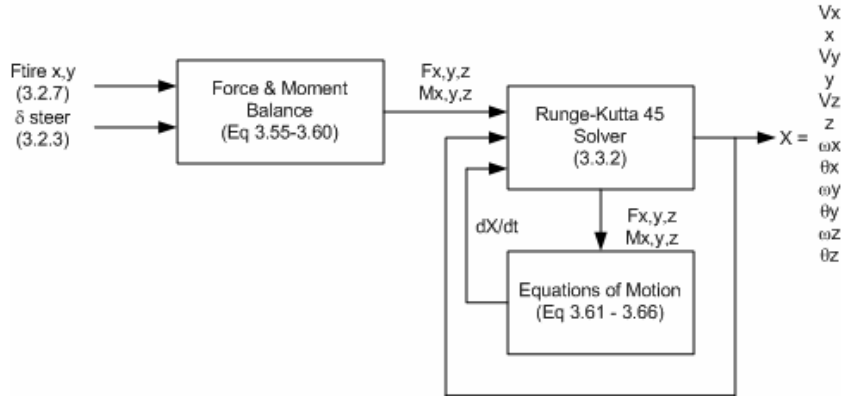 Ftire x,y
(3.2.7)
δ steer
(3.2.3)
Force & Moment
Balance
(Eq 3.55-3.60)
Fx,y,z
Mx,y,z
Runge-Kutta 45
Solver
(3.3.2)
dX/dt
Fx,y,z
Mx,y,z
Equations of Motion
(Eq 3.61 - 3.66)
X =
Vx
x
Vy
y
Vz
z
ωx
θx
ωy
θy
ωz
θz